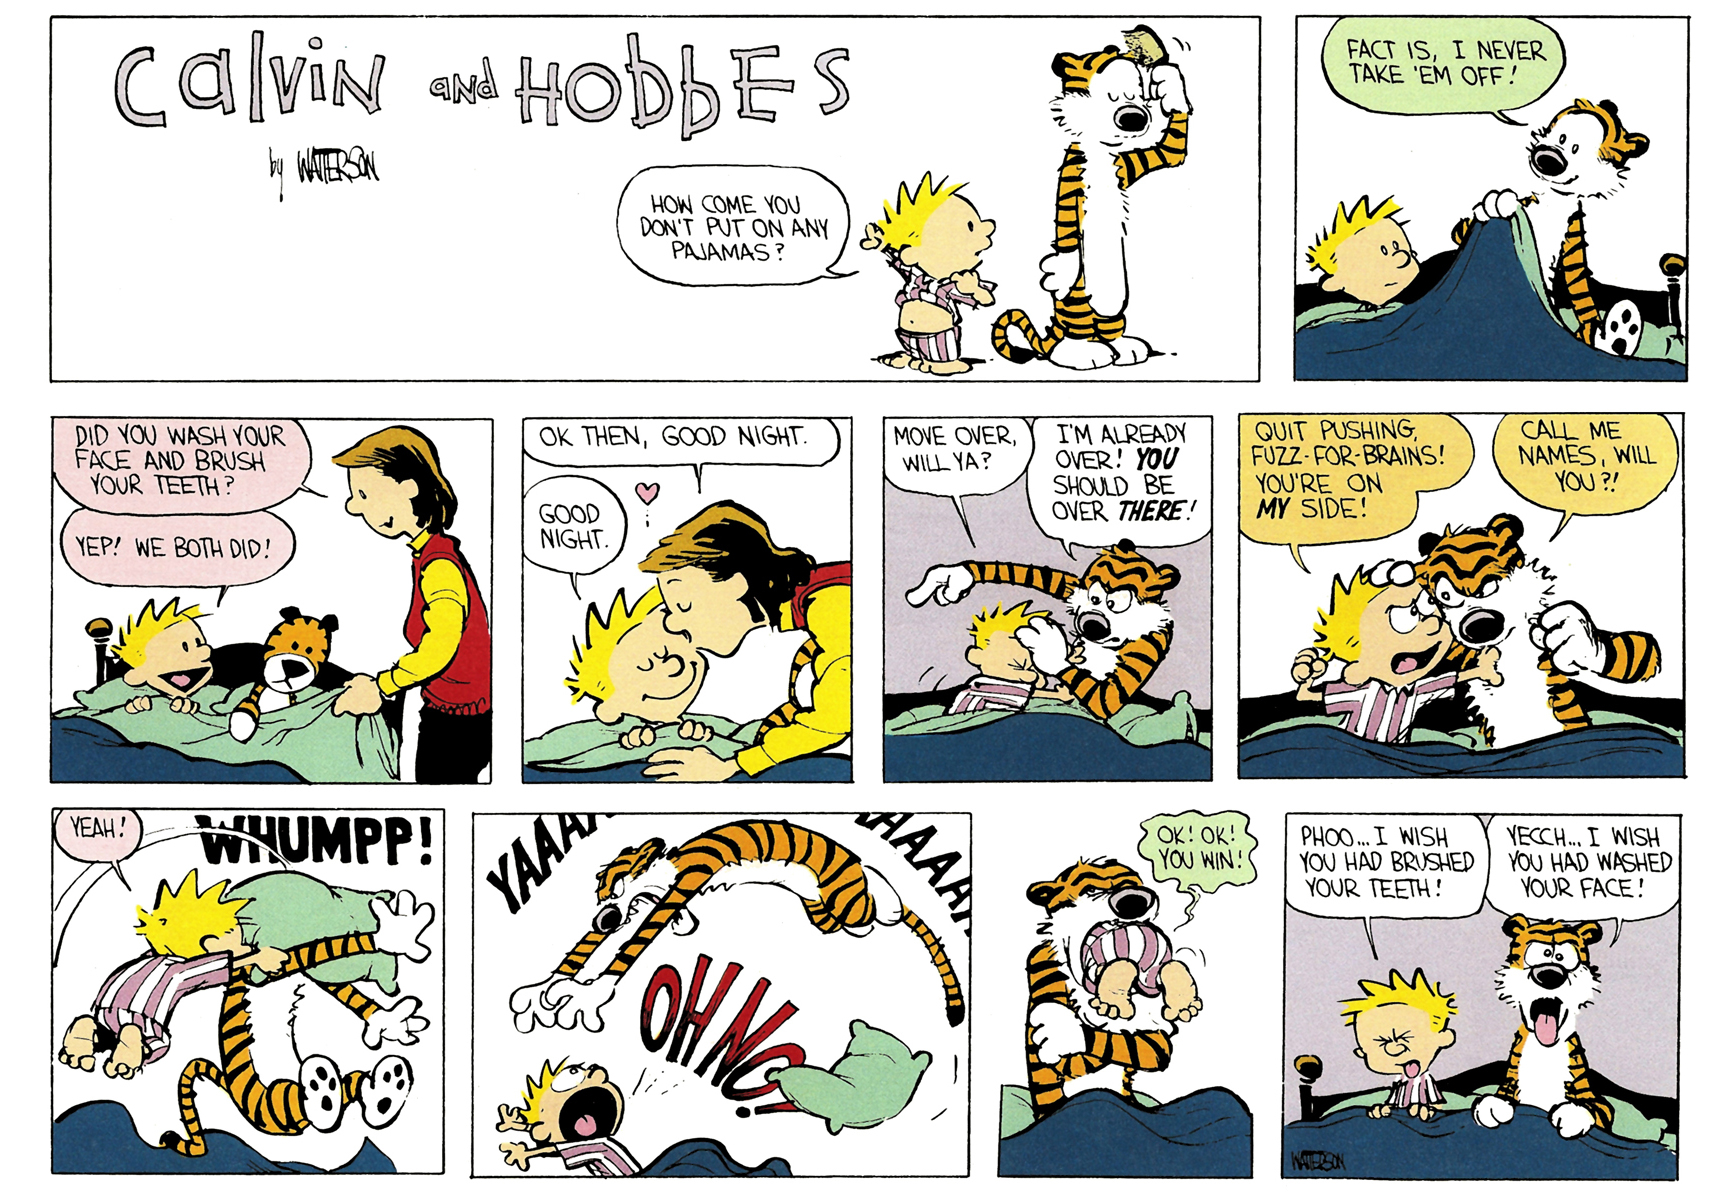 CalviN and HObbES
by WATTERSON
HOW COME YOU
DON'T PUT ON ANY
PAJAMAS?
FACT IS, I NEVER
TAKE 'EM OFF!
DID YOU WASH YOUR
FACE AND BRUSH
YOUR TEETH?
YEP! WE BOTH DID!
OK THEN, GOOD NIGHT.
GOOD
NIGHT.
MOVE OVER,
WILL YA?
I'M ALREADY
OVER! YOU
SHOULD BE
OVER THERE!
QUIT PUSHING,
FUZZ-FOR-BRAINS!
YOU'RE ON
MY SIDE!
CALL ME
NAMES, WILL
YOU?!
YEAH!
WHUMPP!
YAAAA
AAAAAH
OH NO!
OK! OK!
YOU WIN!
PHOO... I WISH
YOU HAD BRUSHED
YOUR TEETH!
YECCH... I WISH
YOU HAD WASHED
YOUR FACE!
WATTERSON